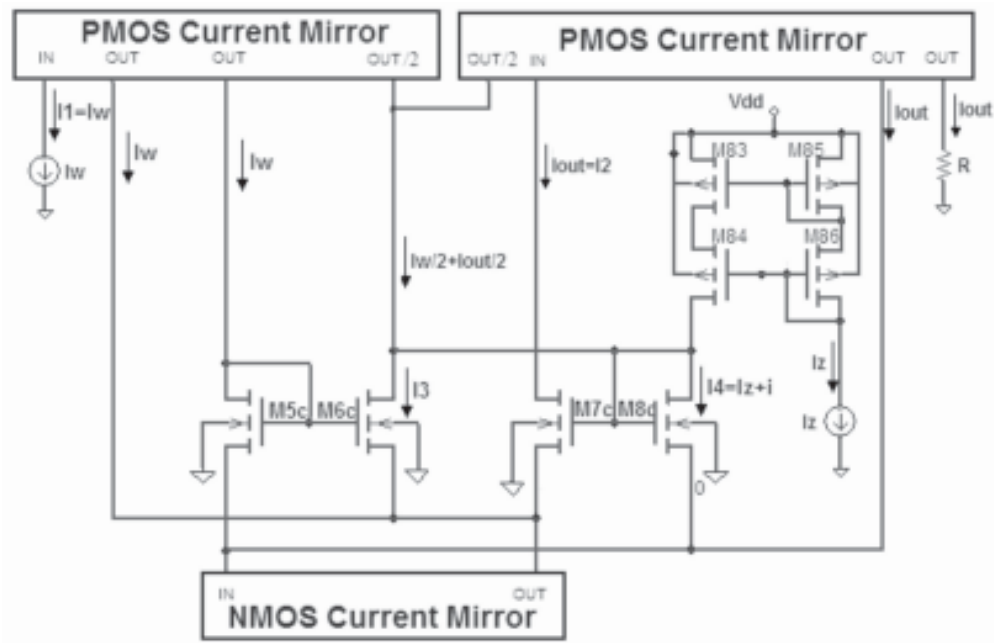 PMOS Current Mirror
IN OUT OUT OUT/2
PMOS Current Mirror
OUT/2 IN OUT OUT
I1=Iw
Iw
Iw
Iw
Iout=I2
Vdd
Iout
Iout
R
M83 M85
M84 M86
Iw/2+Iout/2
Iz
Iz
I3
I4=Iz+i
M5c M6c
M7c M8d
0
IN OUT
NMOS Current Mirror